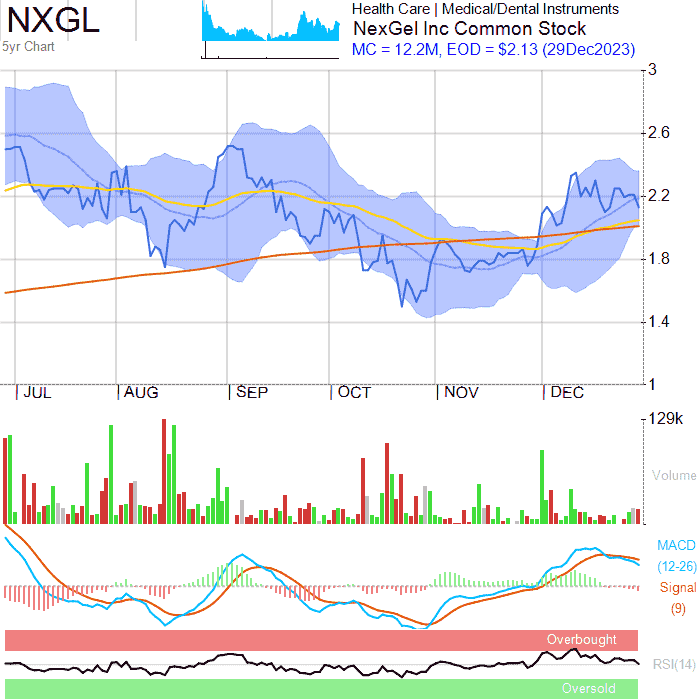 NXGL
5yr Chart
Health Care | Medical/Dental Instruments
NexGel Inc Common Stock
MC = 12.2M, EOD = $2.13 (29Dec2023)
3
2.6
2.2
1.8
1.4
1
JUL AUG SEP OCT NOV DEC
129k
Volume
MACD
(12-26)
Signal
(9)
Overbought
RSI(14)
Oversold